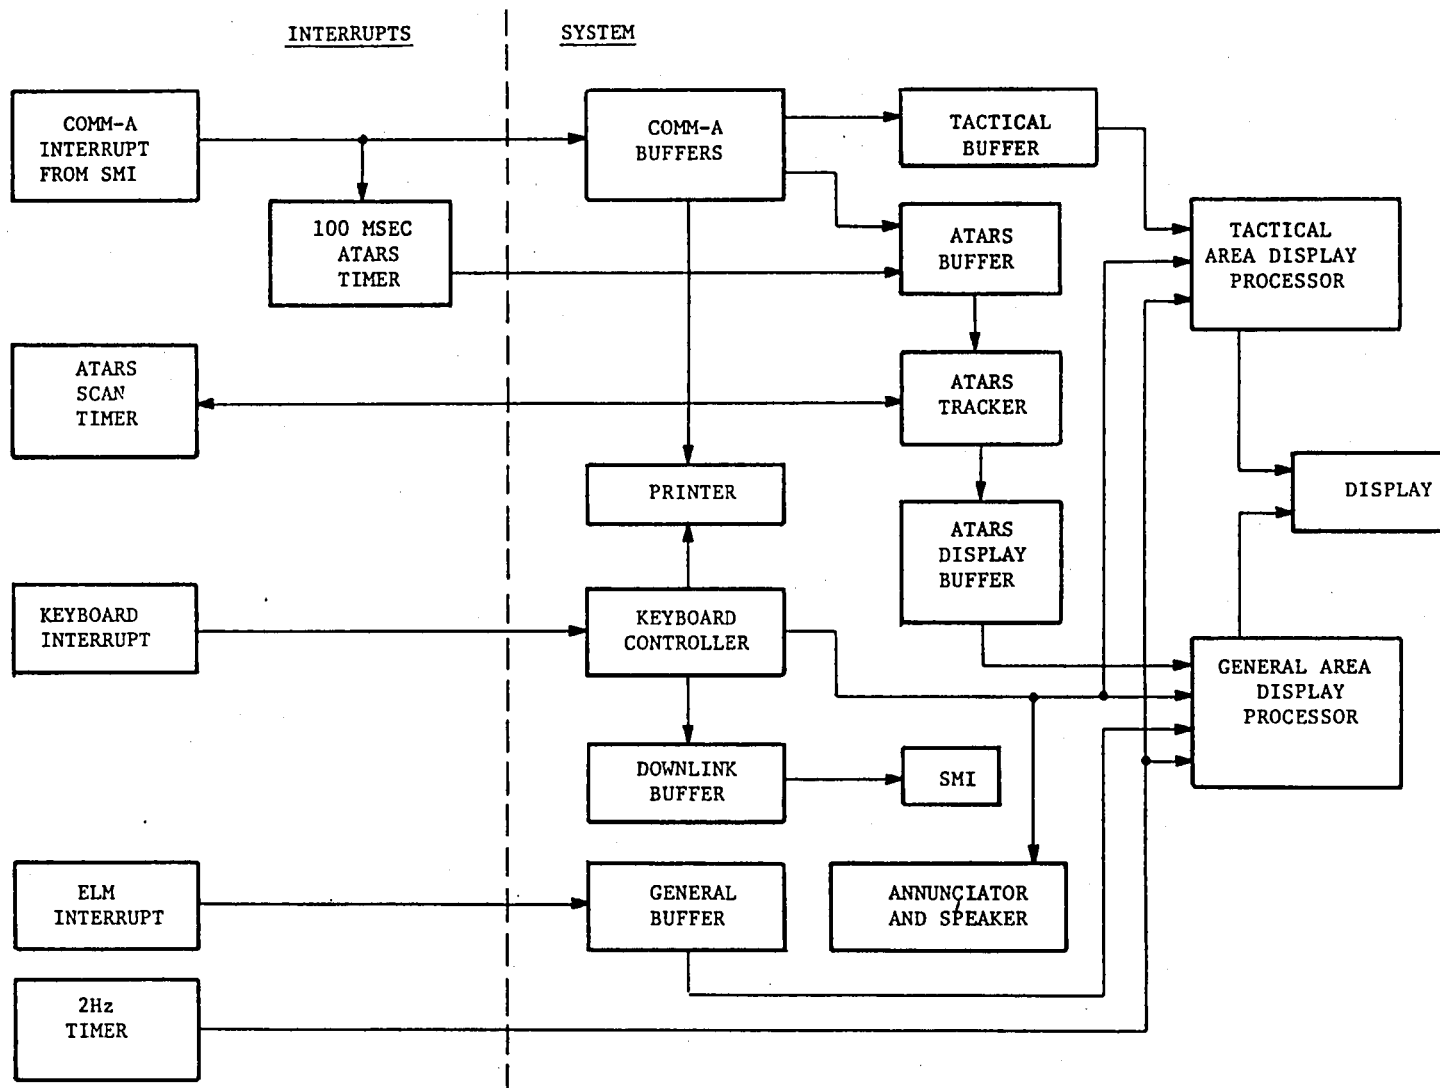 INTERRUPTS
SYSTEM
COMM-A
INTERRUPT
FROM SMI
100 MSEC
ATARS
TIMER
COMM-A
BUFFERS
TACTICAL
BUFFER
ATARS
BUFFER
TACTICAL
AREA DISPLAY
PROCESSOR
ATARS
SCAN
TIMER
ATARS
TRACKER
PRINTER
DISPLAY
ATARS
DISPLAY
BUFFER
KEYBOARD
INTERRUPT
KEYBOARD
CONTROLLER
GENERAL AREA
DISPLAY
PROCESSOR
DOWNLINK
BUFFER
SMI
ELM
INTERRUPT
GENERAL
BUFFER
ANNUNCIATOR
AND SPEAKER
2Hz
TIMER